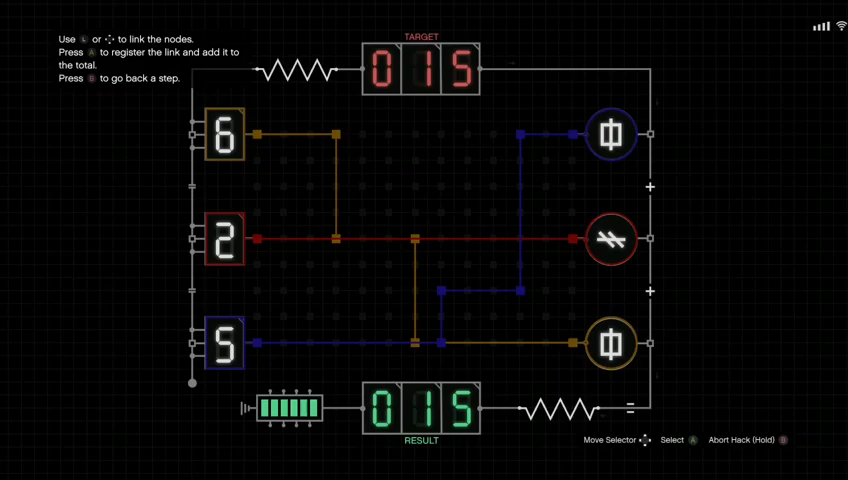 Use L or to link the nodes.
Press A to register the link and add it to
the total.
Press B to go back a step.
TARGET
015
6
2
5
+
+
=
015
RESULT
Move Selector Select A Abort Hack (Hold) B